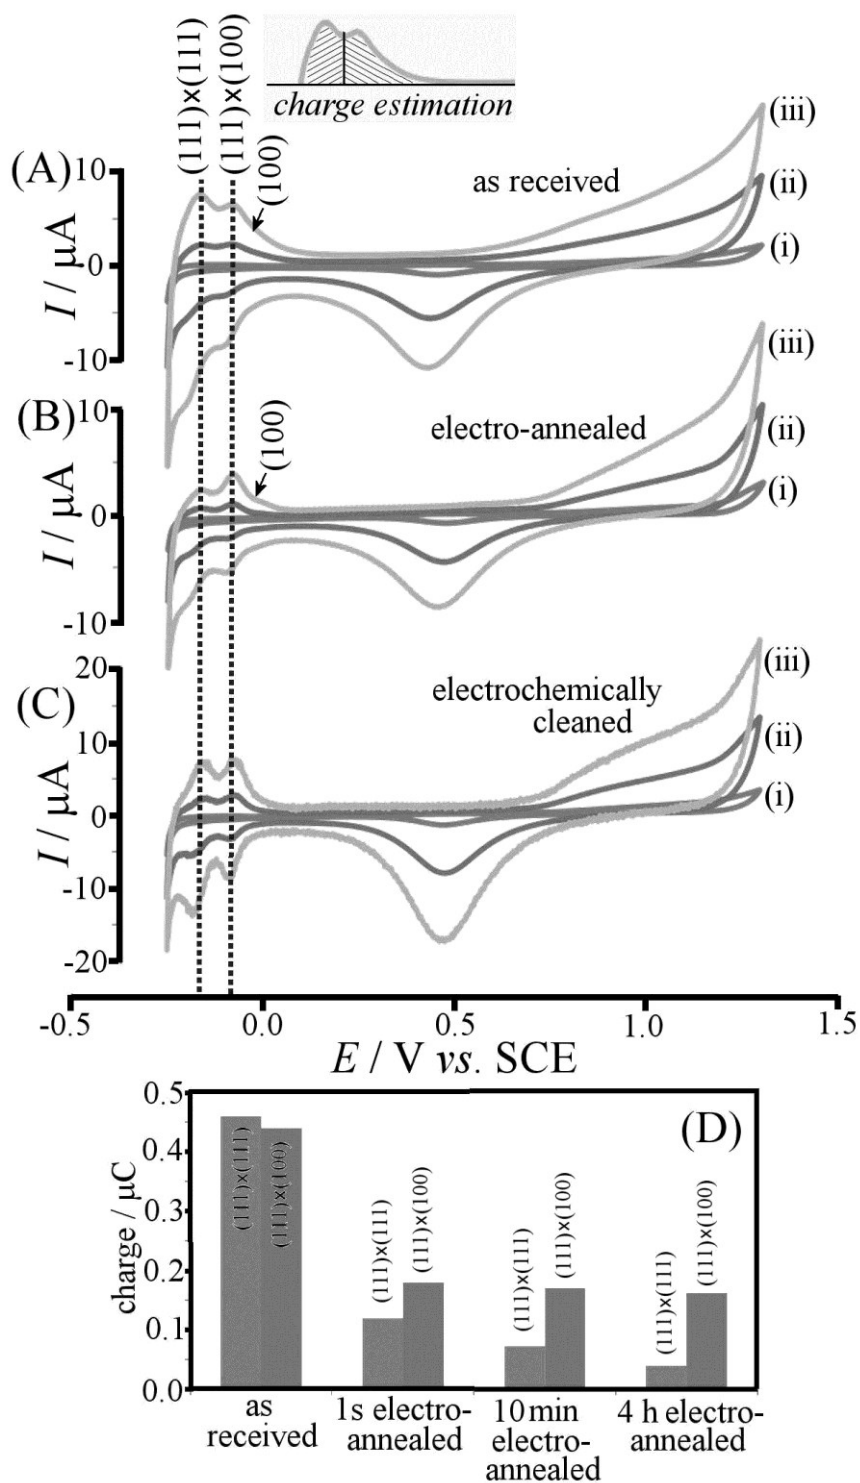 (111)×(111)
(111)×(100)
charge estimation
(100)
(A)
10
0
-10
I / µA
as received
(iii)
(ii)
(i)
(B)
10
0
-10
I / µA
(100)
electro-annealed
(iii)
(ii)
(i)
(C)
20
10
0
-10
-20
I / µA
electrochemically
cleaned
(iii)
(ii)
(i)
-0.5 0.0 0.5 1.0 1.5
E / V vs. SCE
(D)
0.5
0.4
0.3
0.2
0.1
0.0
charge / µC
(111)×(111)
(111)×(100)
(111)×(111)
(111)×(100)
(111)×(111)
(111)×(100)
(111)×(111)
(111)×(100)
as
received
1s electro-
annealed
10 min
electro-
annealed
4 h electro-
annealed